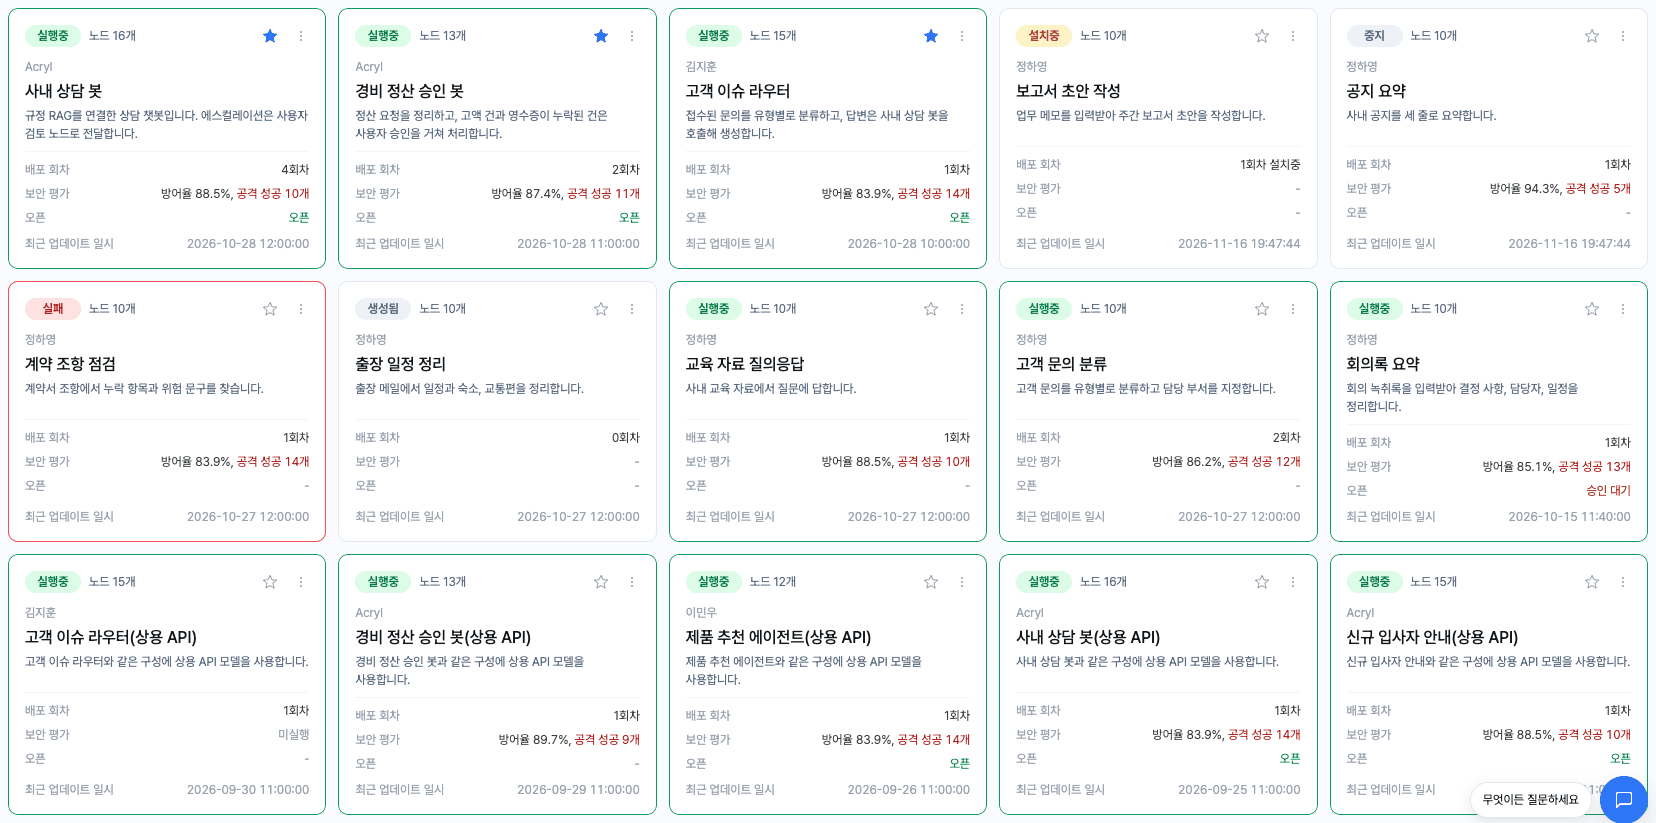 실행중 노드 16개
Acryl
사내 상담 봇
규정 RAG를 연결한 상담 챗봇입니다. 에스컬레이션은 사용자
검토 노드로 전달합니다.
배포 회차 4회차
보안 평가 방어율 88.5%, 공격 성공 10개
오픈 오픈
최근 업데이트 일시 2026-10-28 12:00:00
실행중 노드 13개
Acryl
경비 정산 승인 봇
정산 요청을 정리하고, 고액 건과 영수증이 누락된 건은
사용자 승인을 거쳐 처리합니다.
배포 회차 2회차
보안 평가 방어율 87.4%, 공격 성공 11개
오픈 오픈
최근 업데이트 일시 2026-10-28 11:00:00
실행중 노드 15개
김지훈
고객 이슈 라우터
접수된 문의를 유형별로 분류하고, 답변은 사내 상담 봇을
호출해 생성합니다.
배포 회차 1회차
보안 평가 방어율 83.9%, 공격 성공 14개
오픈 오픈
최근 업데이트 일시 2026-10-28 10:00:00
설치중 노드 10개
정하영
보고서 초안 작성
업무 메모를 입력받아 주간 보고서 초안을 작성합니다.
배포 회차 1회차 설치중
보안 평가 -
오픈 -
최근 업데이트 일시 2026-11-16 19:47:44
중지 노드 10개
정하영
공지 요약
사내 공지를 세 줄로 요약합니다.
배포 회차 1회차
보안 평가 방어율 94.3%, 공격 성공 5개
오픈 -
최근 업데이트 일시 2026-11-16 19:47:44
실패 노드 10개
정하영
계약 조항 점검
계약서 조항에서 누락 항목과 위험 문구를 찾습니다.
배포 회차 1회차
보안 평가 방어율 83.9%, 공격 성공 14개
오픈 -
최근 업데이트 일시 2026-10-27 12:00:00
생성됨 노드 10개
정하영
출장 일정 정리
출장 메일에서 일정과 숙소, 교통편을 정리합니다.
배포 회차 0회차
보안 평가 -
오픈 -
최근 업데이트 일시 2026-10-27 12:00:00
실행중 노드 10개
정하영
교육 자료 질의응답
사내 교육 자료에서 질문에 답합니다.
배포 회차 1회차
보안 평가 방어율 88.5%, 공격 성공 10개
오픈 -
최근 업데이트 일시 2026-10-27 12:00:00
실행중 노드 10개
정하영
고객 문의 분류
고객 문의를 유형별로 분류하고 담당 부서를 지정합니다.
배포 회차 2회차
보안 평가 방어율 86.2%, 공격 성공 12개
오픈 -
최근 업데이트 일시 2026-10-27 12:00:00
실행중 노드 10개
정하영
회의록 요약
회의 녹취록을 입력받아 결정 사항, 담당자, 일정을
정리합니다.
배포 회차 1회차
보안 평가 방어율 85.1%, 공격 성공 13개
오픈 승인 대기
최근 업데이트 일시 2026-10-15 11:40:00
실행중 노드 15개
김지훈
고객 이슈 라우터(상용 API)
고객 이슈 라우터와 같은 구성에 상용 API 모델을 사용합니다.
배포 회차 1회차
보안 평가 미실행
오픈 -
최근 업데이트 일시 2026-09-30 11:00:00
실행중 노드 13개
Acryl
경비 정산 승인 봇(상용 API)
경비 정산 승인 봇과 같은 구성에 상용 API 모델을
사용합니다.
배포 회차 1회차
보안 평가 방어율 89.7%, 공격 성공 9개
오픈 -
최근 업데이트 일시 2026-09-29 11:00:00
실행중 노드 12개
이민우
제품 추천 에이전트(상용 API)
제품 추천 에이전트와 같은 구성에 상용 API 모델을
사용합니다.
배포 회차 1회차
보안 평가 방어율 83.9%, 공격 성공 14개
오픈 오픈
최근 업데이트 일시 2026-09-26 11:00:00
실행중 노드 16개
Acryl
사내 상담 봇(상용 API)
사내 상담 봇과 같은 구성에 상용 API 모델을 사용합니다.
배포 회차 1회차
보안 평가 방어율 83.9%, 공격 성공 14개
오픈 오픈
최근 업데이트 일시 2026-09-25 11:00:00
실행중 노드 15개
Acryl
신규 입사자 안내(상용 API)
신규 입사자 안내와 같은 구성에 상용 API 모델을 사용합니다.
배포 회차 1회차
보안 평가 방어율 88.5%, 공격 성공 10개
오픈 오픈
최근 업데이트 일시
무엇이든 질문하세요